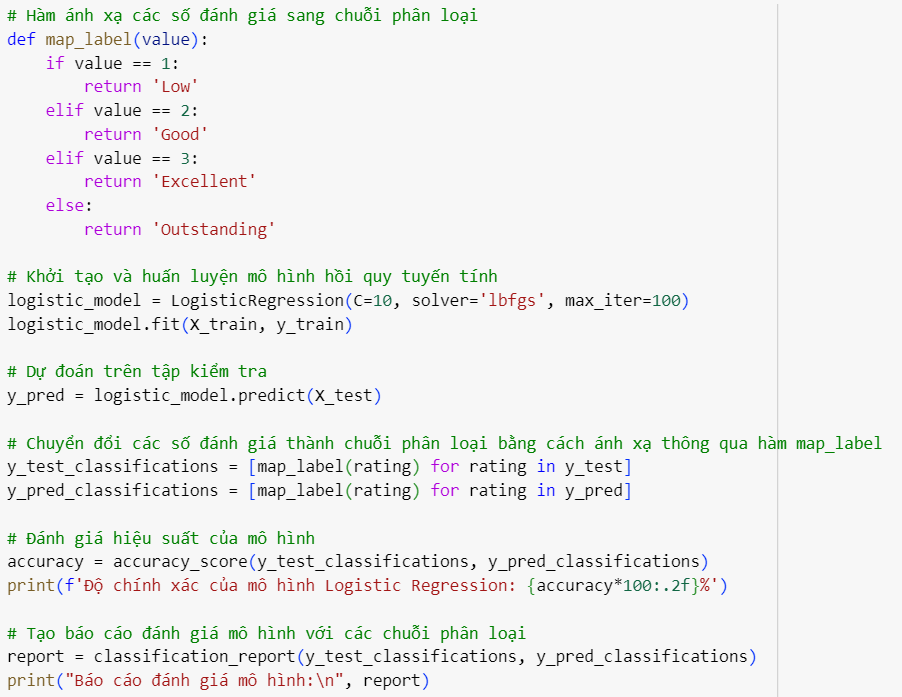 # Hàm ánh xạ các số đánh giá sang chuỗi phân loại
def map_label(value):
    if value == 1:
        return 'Low'
    elif value == 2:
        return 'Good'
    elif value == 3:
        return 'Excellent'
    else:
        return 'Outstanding'

# Khởi tạo và huấn luyện mô hình hồi quy tuyến tính
logistic_model = LogisticRegression(C=10, solver='lbfgs', max_iter=100)
logistic_model.fit(X_train, y_train)

# Dự đoán trên tập kiểm tra
y_pred = logistic_model.predict(X_test)

# Chuyển đổi các số đánh giá thành chuỗi phân loại bằng cách ánh xạ thông qua hàm map_label
y_test_classifications = [map_label(rating) for rating in y_test]
y_pred_classifications = [map_label(rating) for rating in y_pred]

# Đánh giá hiệu suất của mô hình
accuracy = accuracy_score(y_test_classifications, y_pred_classifications)
print(f'Độ chính xác của mô hình Logistic Regression: {accuracy*100:.2f}%')

# Tạo báo cáo đánh giá mô hình với các chuỗi phân loại
report = classification_report(y_test_classifications, y_pred_classifications)
print("Báo cáo đánh giá mô hình:\n", report)